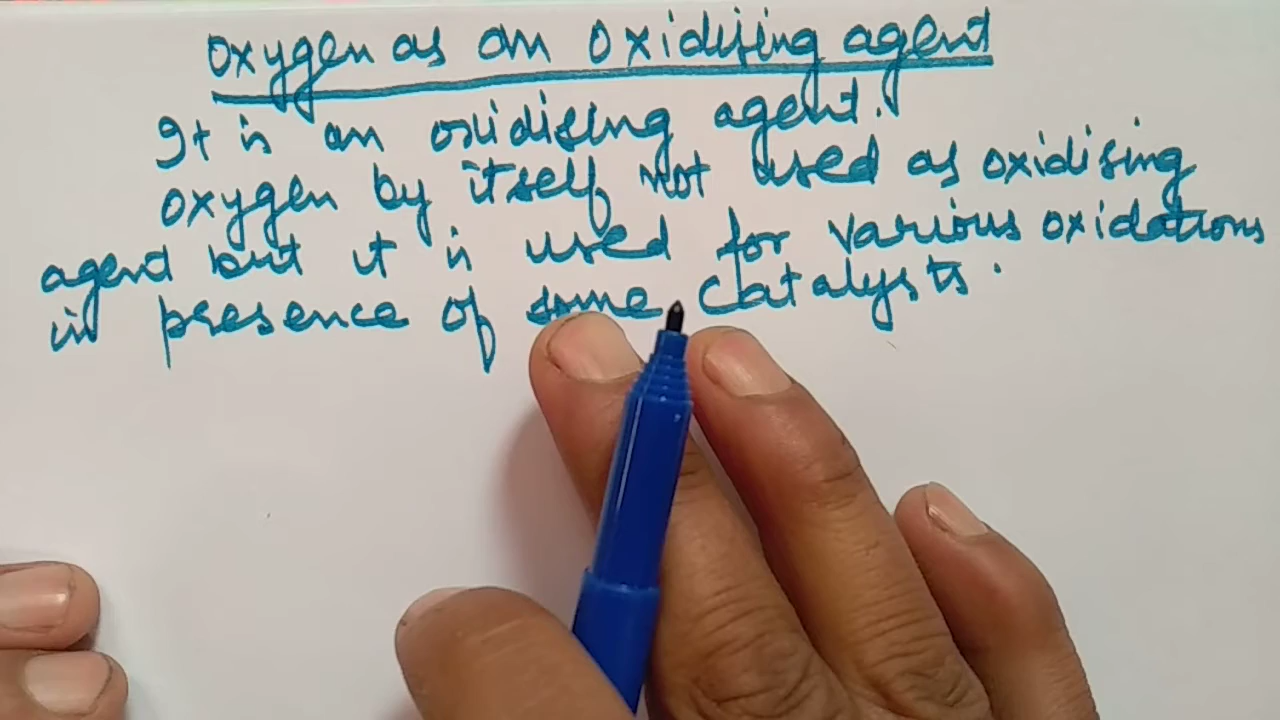 Oxygen as an Oxidising agent
It is an oxidising agent.
oxygen by itself not used as oxidising
agent but it is used for various oxidations
in presence of some catalysts.